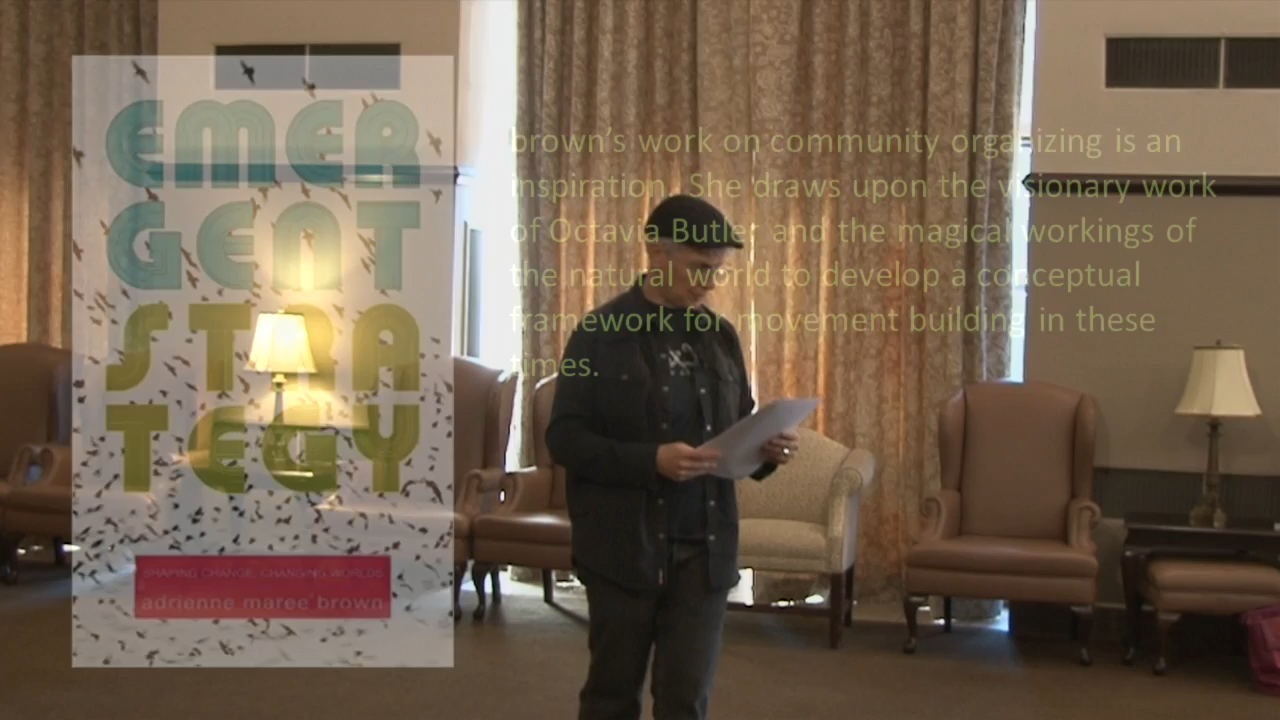 EMER
GENT
STRA
TEGY
SHAPING CHANGE, CHANGING WORLDS
adrienne maree brown
brown's work on community organizing is an
inspiration. She draws upon the visionary work
of Octavia Butler and the magical workings of
the natural world to develop a conceptual
framework for movement building in these
times.